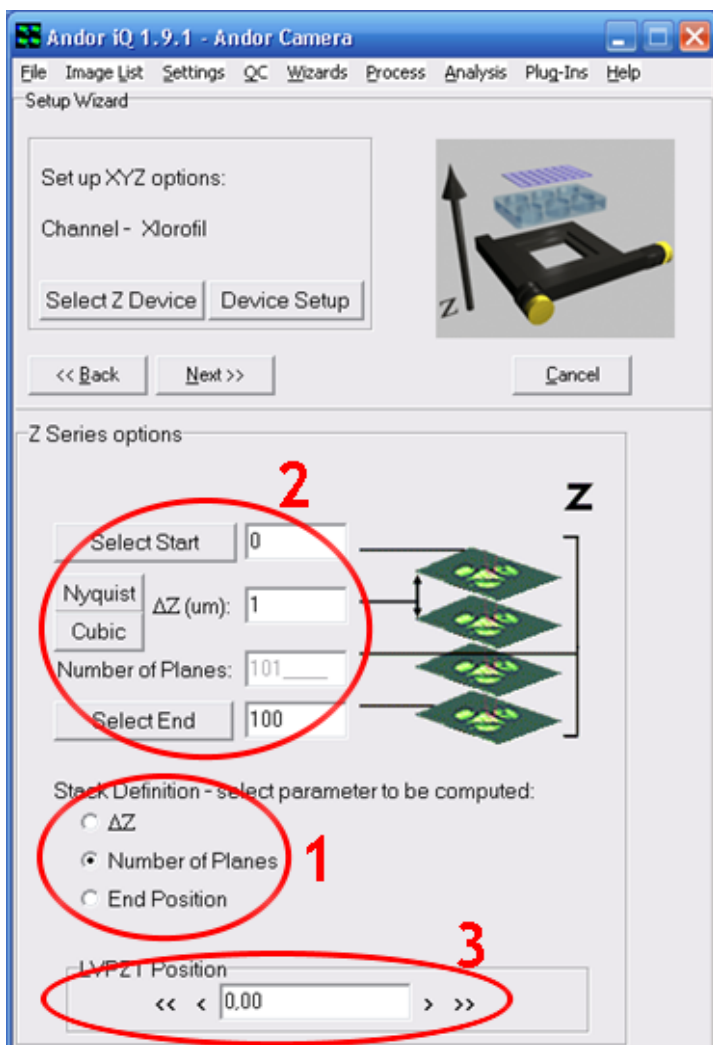 Andor iQ 1.9.1 - Andor Camera
File Image List Settings QC Wizards Process Analysis Plug-Ins Help
Setup Wizard
Set up XYZ options:
Channel - Xlorofil
Select Z Device Device Setup
Z
<< Back Next >> Cancel
Z Series options
2
Z
Select Start 0
Nyquist
ΔZ (um): 1
Cubic
Number of Planes: 101____
Select End 100
Stack Definition - select parameter to be computed:
ΔZ
Number of Planes
1
End Position
3
LVPZT Position
<< < 0,00 > >>